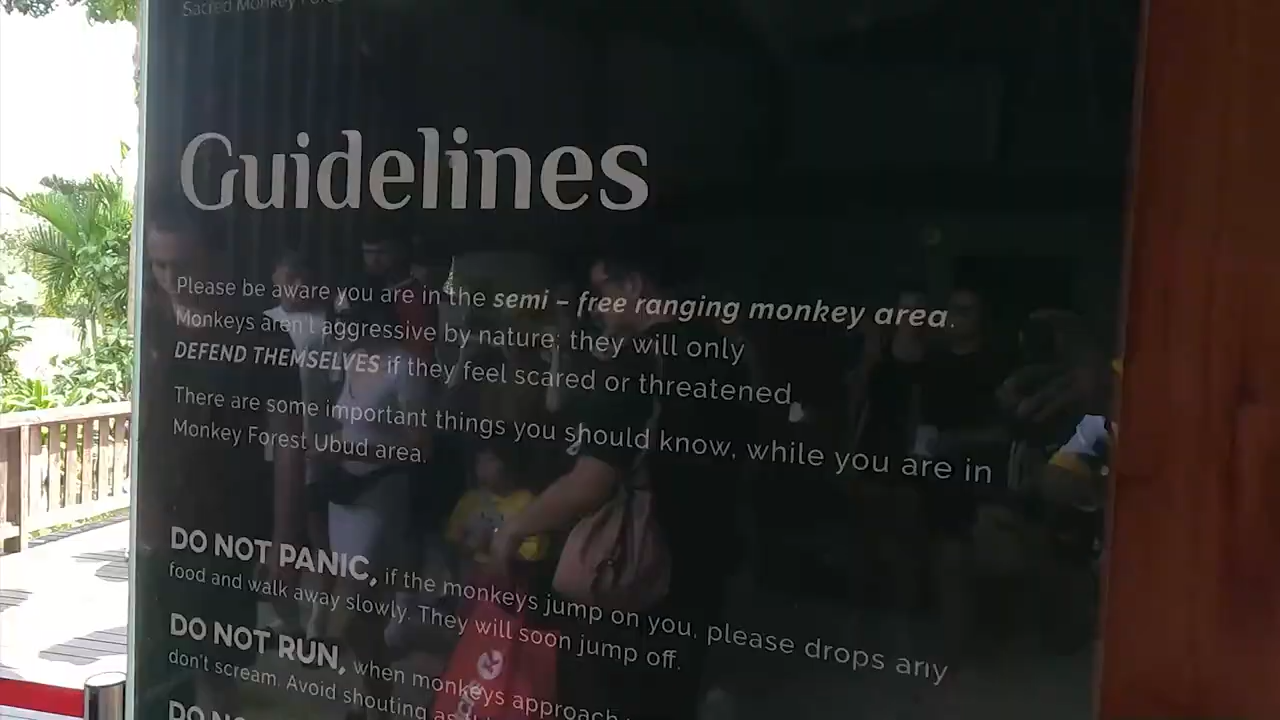 Sacred Monkey Forest
Guidelines
Please be aware you are in the semi – free ranging monkey area.
Monkeys aren't aggressive by nature; they will only
DEFEND THEMSELVES if they feel scared or threatened.
There are some important things you should know, while you are in
Monkey Forest Ubud area.
DO NOT PANIC, if the monkeys jump on you, please drops any
food and walk away slowly. They will soon jump off.
DO NOT RUN, when monkeys approach
don't scream. Avoid shouting as
DO